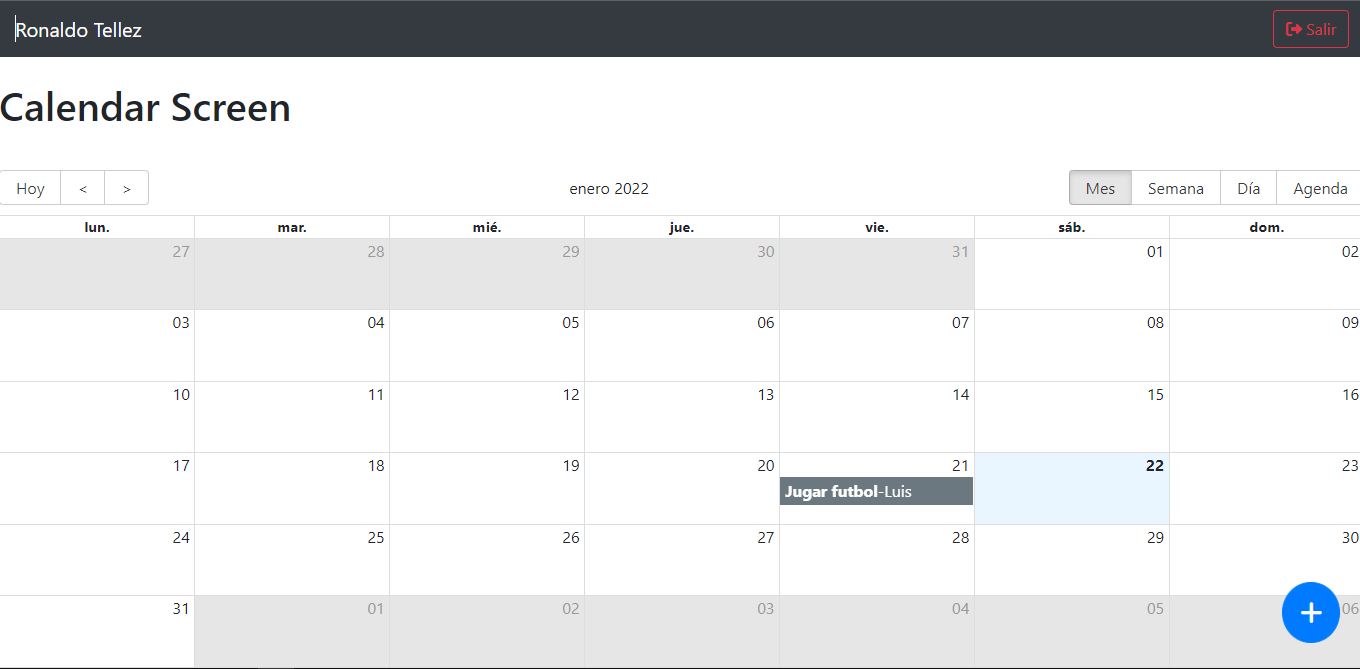 Ronaldo Tellez Salir
Calendar Screen
Hoy < > enero 2022 Mes Semana Día Agenda
lun. mar. mié. jue. vie. sáb. dom.
27 28 29 30 31 01 02
03 04 05 06 07 08 09
10 11 12 13 14 15 16
17 18 19 20 21 22 23
Jugar futbol-Luis
24 25 26 27 28 29 30
31 01 02 03 04 05 06